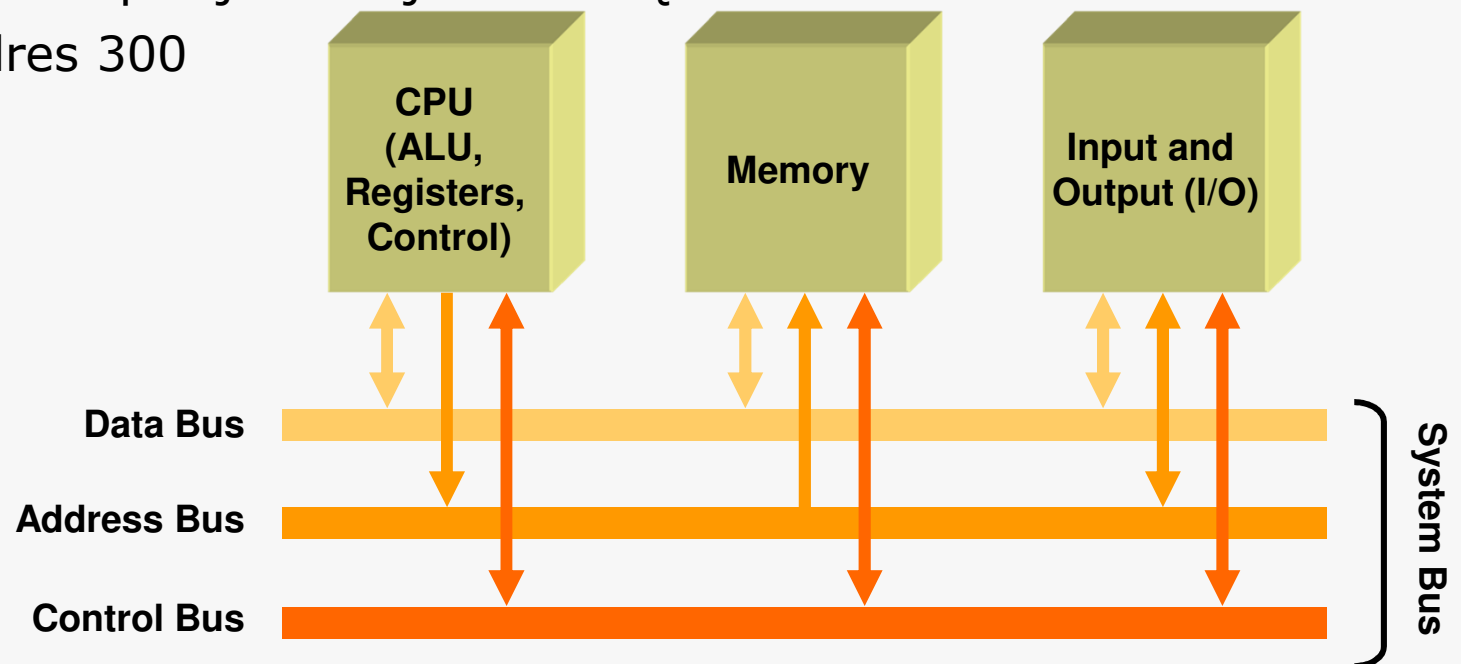 dres 300
CPU
(ALU,
Registers,
Control)
Memory
Input and
Output (I/O)
Data Bus
Address Bus
Control Bus
System Bus